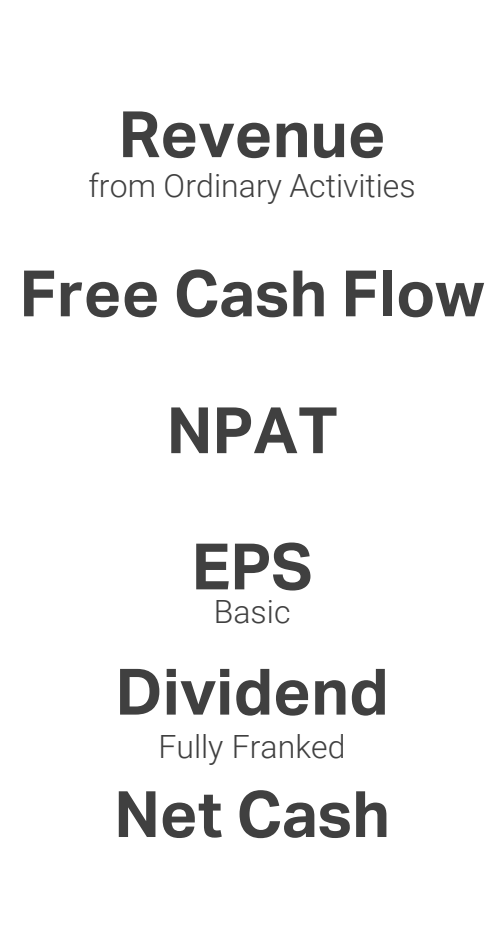 Revenue
from Ordinary Activities
Free Cash Flow
NPAT
EPS
Basic
Dividend
Fully Franked
Net Cash